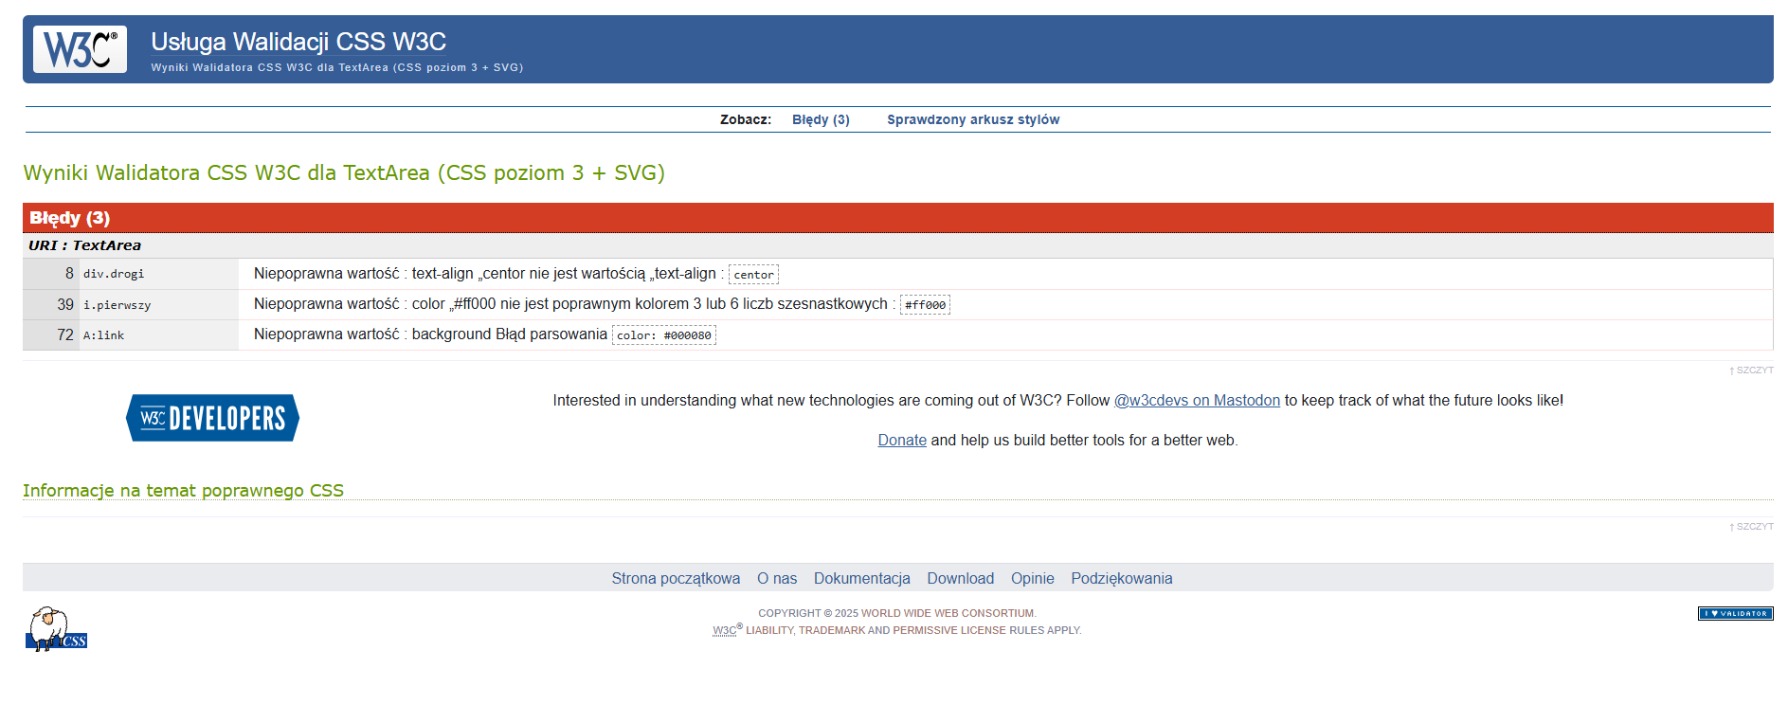 W3C®
Usługa Walidacji CSS W3C
Wyniki Walidatora CSS W3C dla TextArea (CSS poziom 3 + SVG)
Zobacz: Błędy (3) Sprawdzony arkusz stylów
Wyniki Walidatora CSS W3C dla TextArea (CSS poziom 3 + SVG)
Błędy (3)
URI : TextArea
8 div.drogi Niepoprawna wartość : text-align „centor nie jest wartością „text-align : centor
39 i.pierwszy Niepoprawna wartość : color „#ff000 nie jest poprawnym kolorem 3 lub 6 liczb szesnastkowych : #ff000
72 A:link Niepoprawna wartość : background Błąd parsowania color: #000080
↑ SZCZYT
W3C DEVELOPERS
Interested in understanding what new technologies are coming out of W3C? Follow @w3cdevs on Mastodon to keep track of what the future looks like!
Donate and help us build better tools for a better web.
Informacje na temat poprawnego CSS
↑ SZCZYT
Strona początkowa O nas Dokumentacja Download Opinie Podziękowania
CSS
COPYRIGHT © 2025 WORLD WIDE WEB CONSORTIUM.
W3C® LIABILITY, TRADEMARK AND PERMISSIVE LICENSE RULES APPLY.
I ♥ VALIDATOR